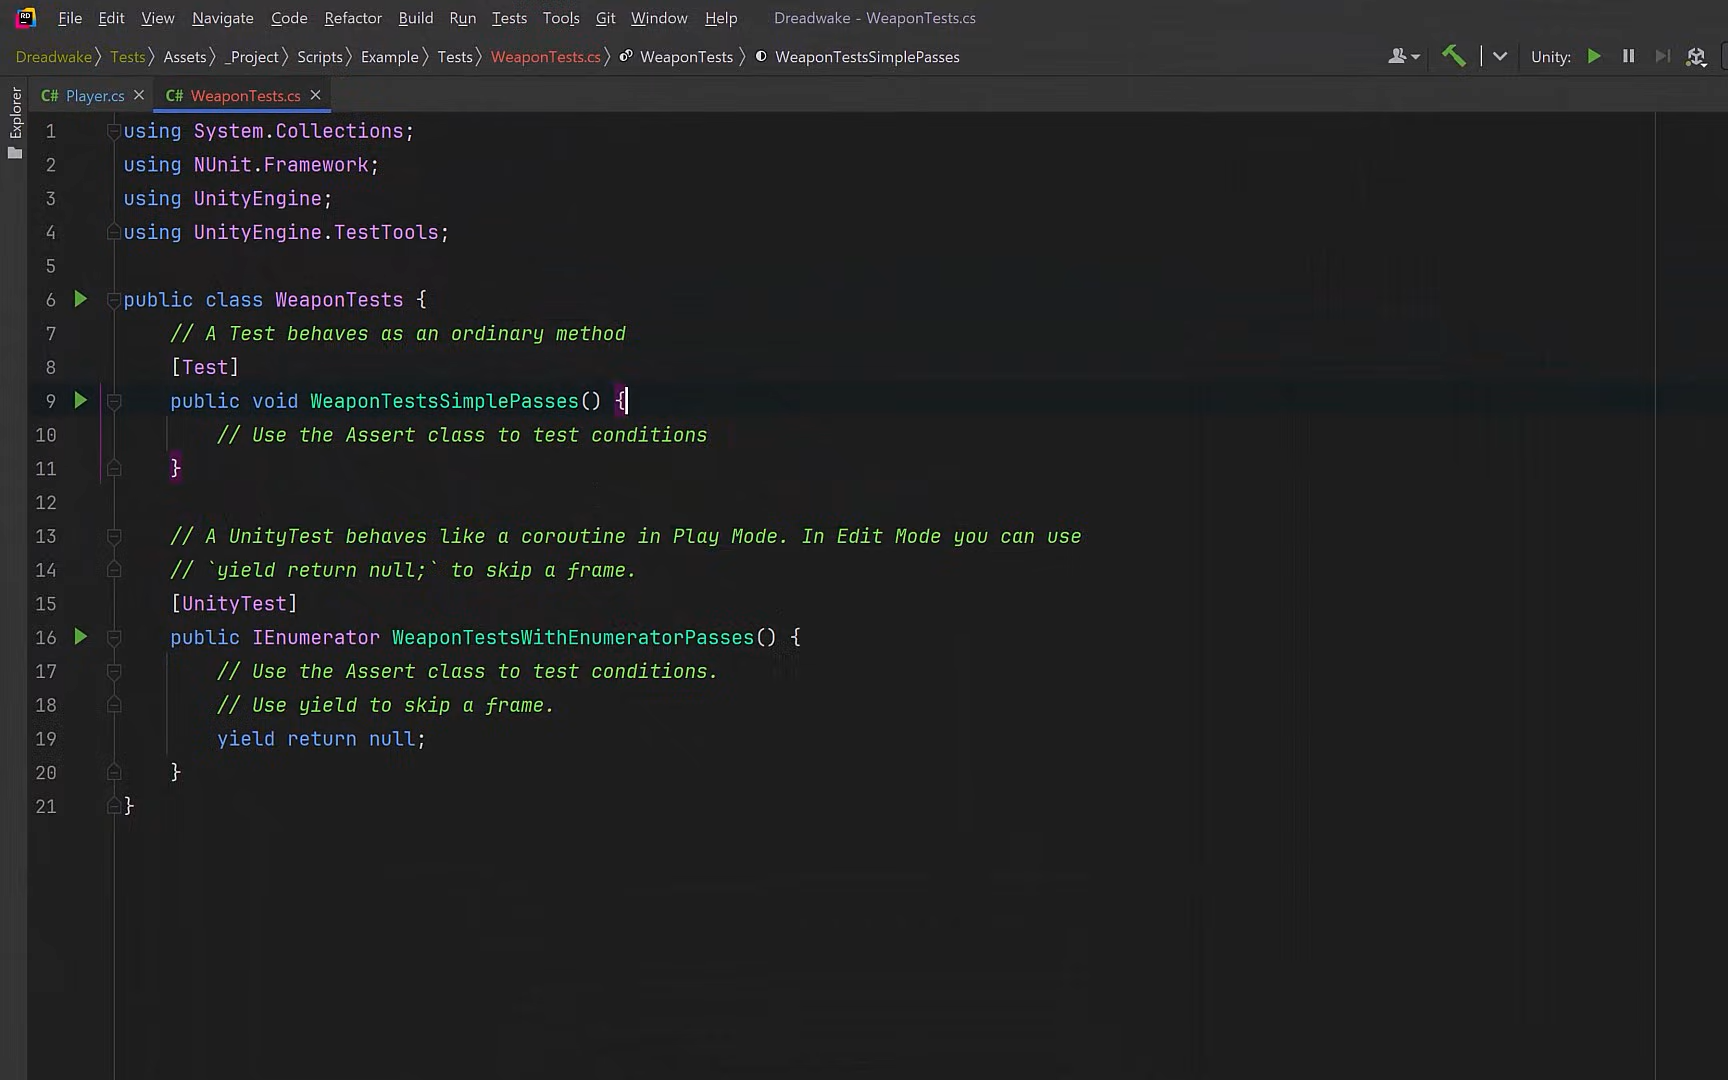 RD File Edit View Navigate Code Refactor Build Run Tests Tools Git Window Help Dreadwake - WeaponTests.cs
Dreadwake 〉 Tests 〉 Assets 〉 _Project 〉 Scripts 〉 Example 〉 Tests 〉 WeaponTests.cs 〉 WeaponTests 〉 WeaponTestsSimplePasses Unity:
Explorer
C# Player.cs C# WeaponTests.cs
1 using System.Collections;
2 using NUnit.Framework;
3 using UnityEngine;
4 using UnityEngine.TestTools;
5
6 public class WeaponTests {
7 // A Test behaves as an ordinary method
8 [Test]
9 public void WeaponTestsSimplePasses() {
10 // Use the Assert class to test conditions
11 }
12
13 // A UnityTest behaves like a coroutine in Play Mode. In Edit Mode you can use
14 // `yield return null;` to skip a frame.
15 [UnityTest]
16 public IEnumerator WeaponTestsWithEnumeratorPasses() {
17 // Use the Assert class to test conditions.
18 // Use yield to skip a frame.
19 yield return null;
20 }
21 }